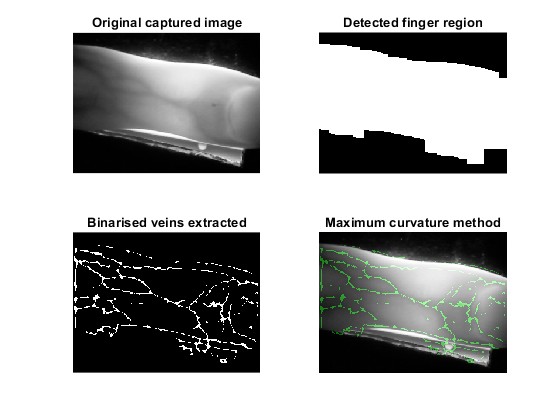 Original captured image
Detected finger region
Binarised veins extracted
Maximum curvature method